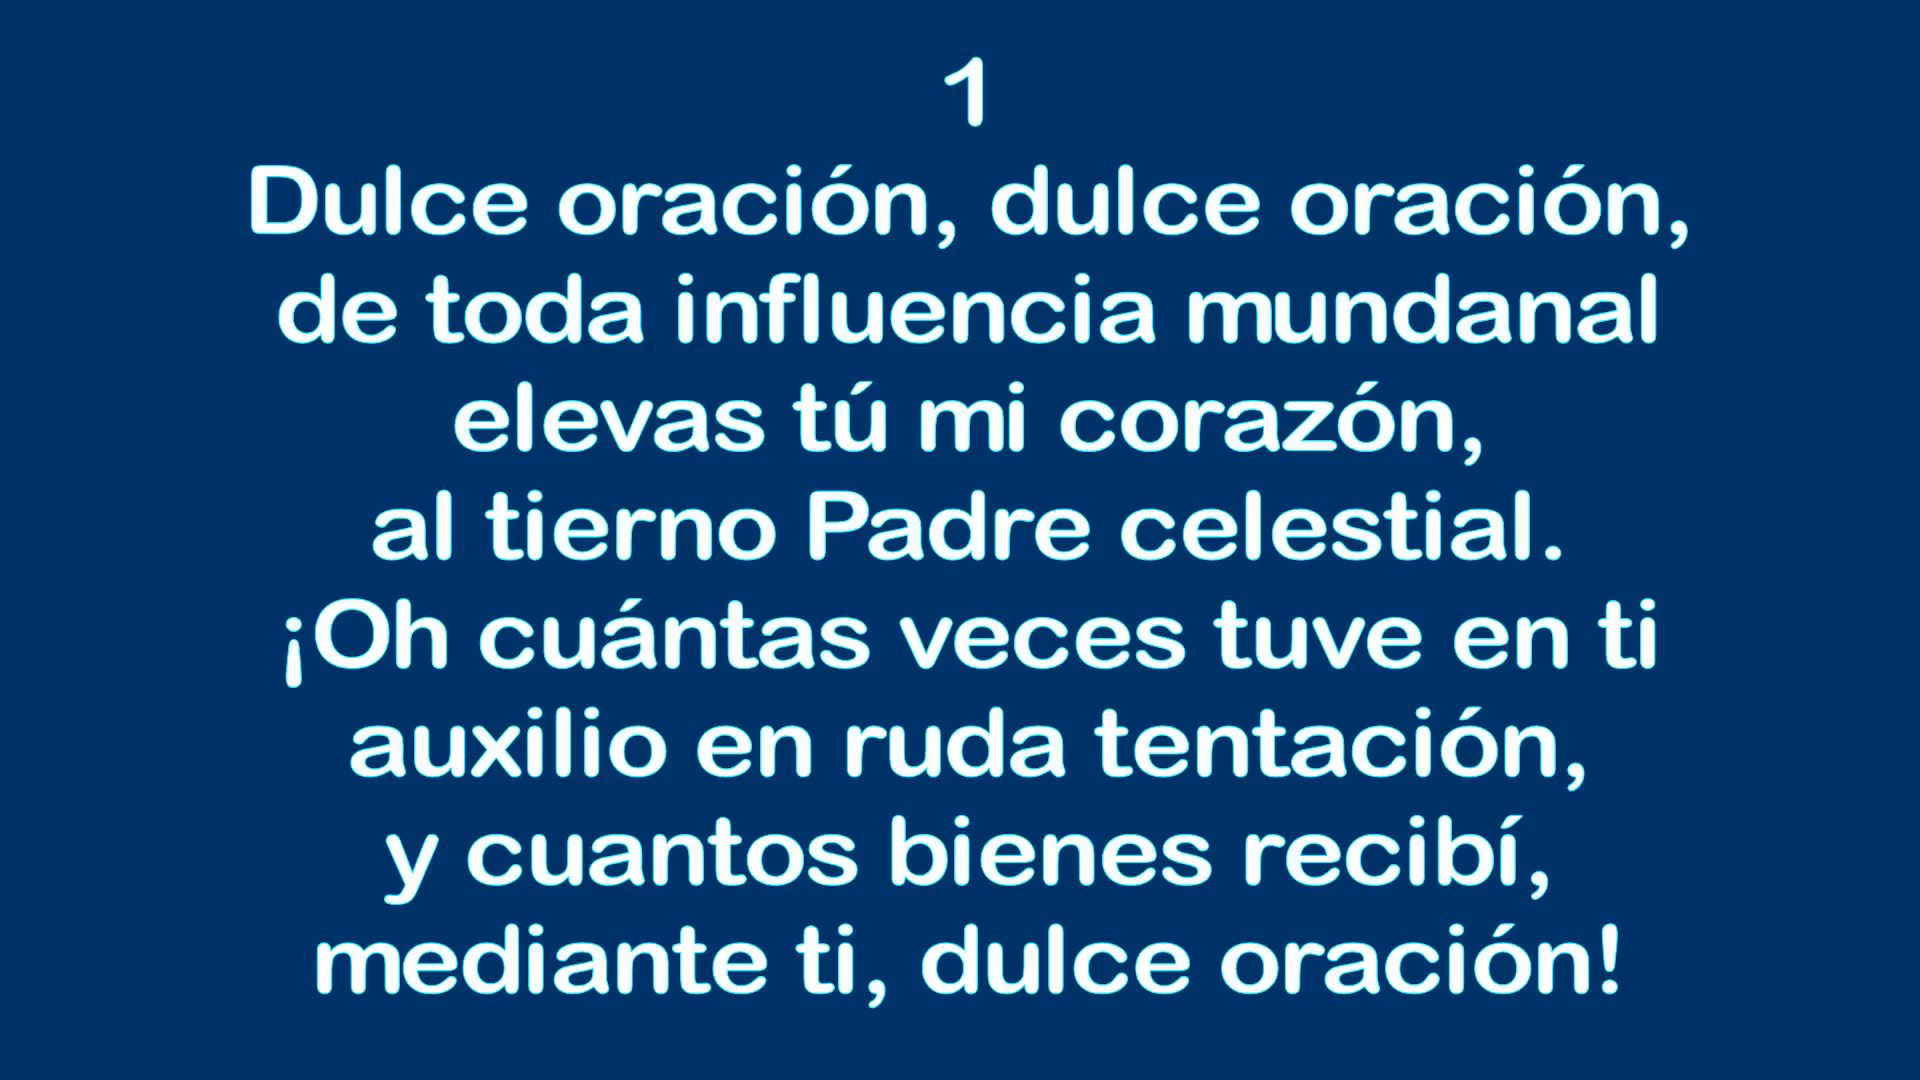 1
Dulce oración, dulce oración,
de toda influencia mundanal
elevas tú mi corazón,
al tierno Padre celestial.
¡Oh cuántas veces tuve en ti
auxilio en ruda tentación,
y cuantos bienes recibí,
mediante ti, dulce oración!